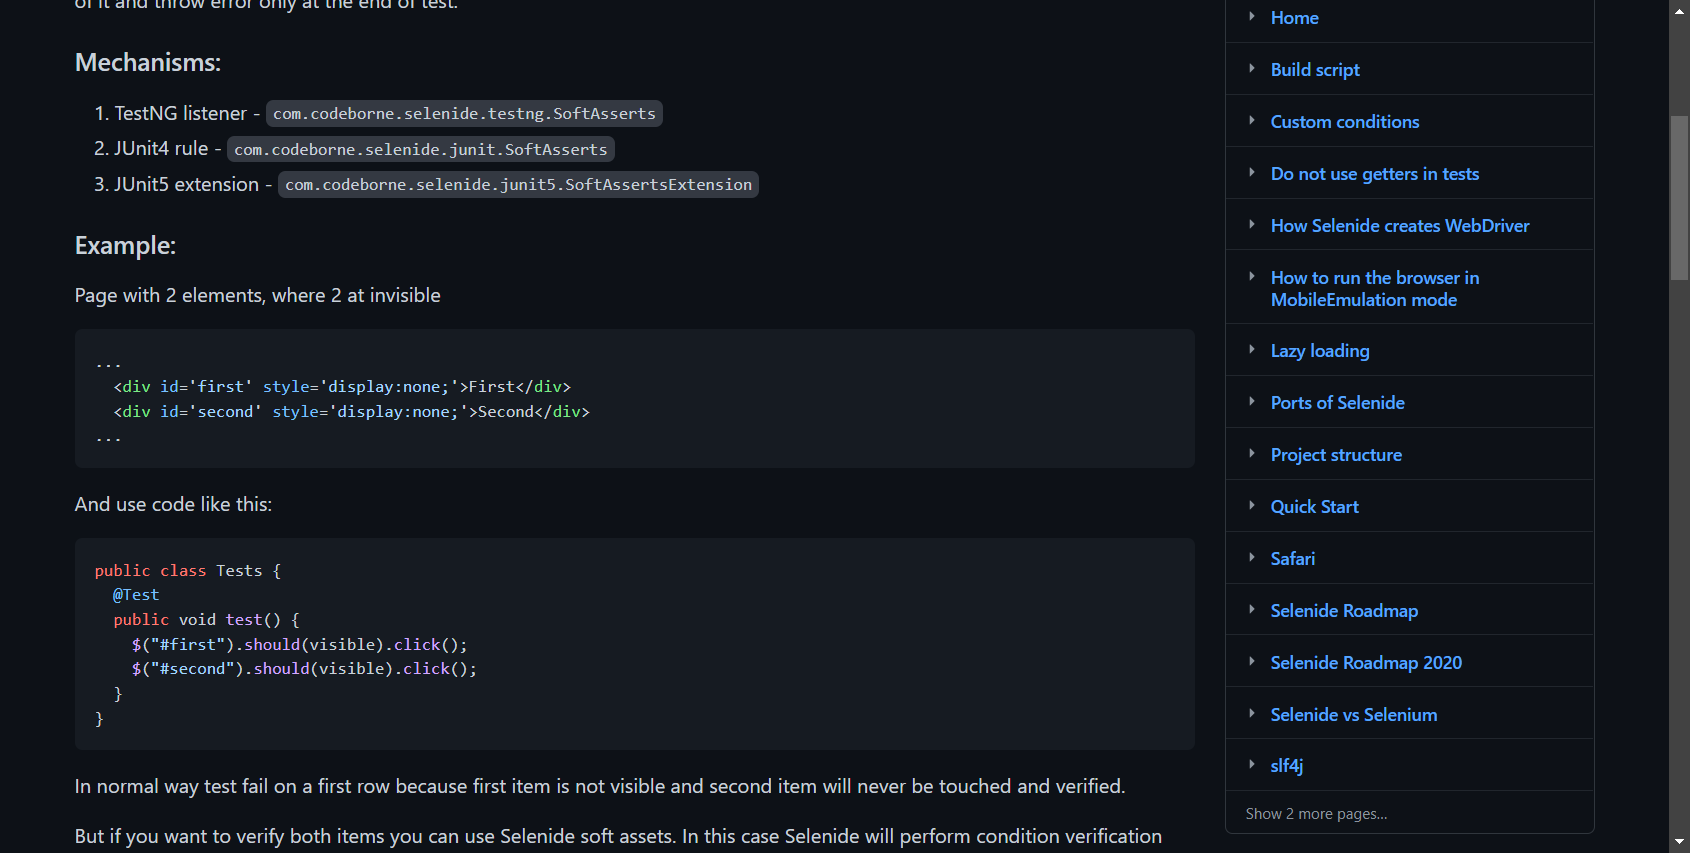 of it and throw error only at the end of test.
Mechanisms:
1. TestNG listener - com.codeborne.selenide.testng.SoftAsserts
2. JUnit4 rule - com.codeborne.selenide.junit.SoftAsserts
3. JUnit5 extension - com.codeborne.selenide.junit5.SoftAssertsExtension
Example:
Page with 2 elements, where 2 at invisible
...
<div id='first' style='display:none;'>First</div>
<div id='second' style='display:none;'>Second</div>
...
And use code like this:
public class Tests {
@Test
public void test() {
$("#first").should(visible).click();
$("#second").should(visible).click();
}
}
In normal way test fail on a first row because first item is not visible and second item will never be touched and verified.
But if you want to verify both items you can use Selenide soft assets. In this case Selenide will perform condition verification
Home
Build script
Custom conditions
Do not use getters in tests
How Selenide creates WebDriver
How to run the browser in
MobileEmulation mode
Lazy loading
Ports of Selenide
Project structure
Quick Start
Safari
Selenide Roadmap
Selenide Roadmap 2020
Selenide vs Selenium
slf4j
Show 2 more pages...